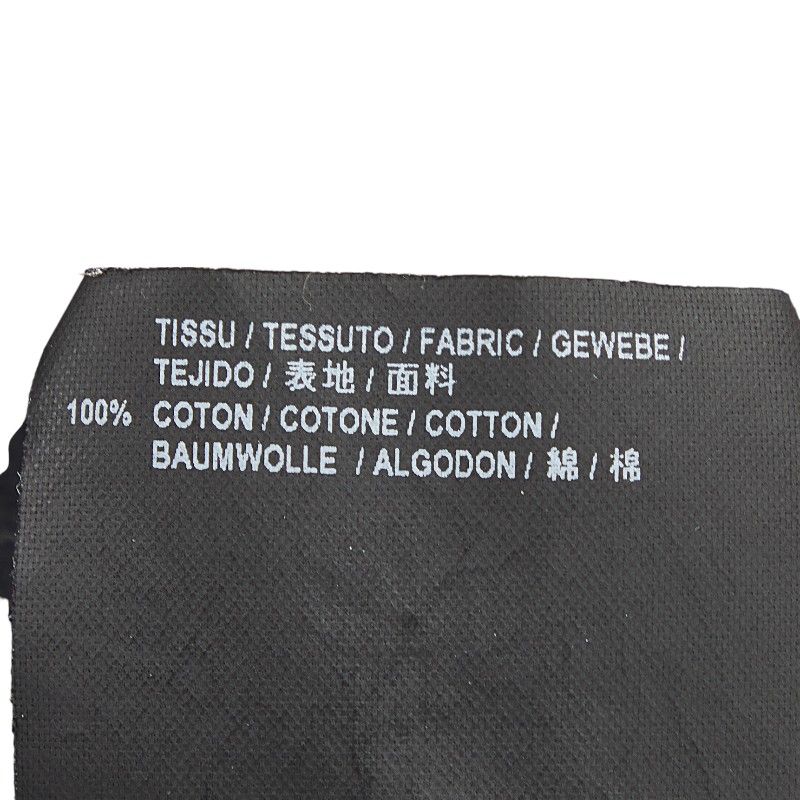 TISSU / TESSUTO / FABRIC / GEWEBE /
TEJIDO / 表地 / 面料
100% COTON / COTONE / COTTON /
BAUMWOLLE / ALGODON / 綿 / 棉